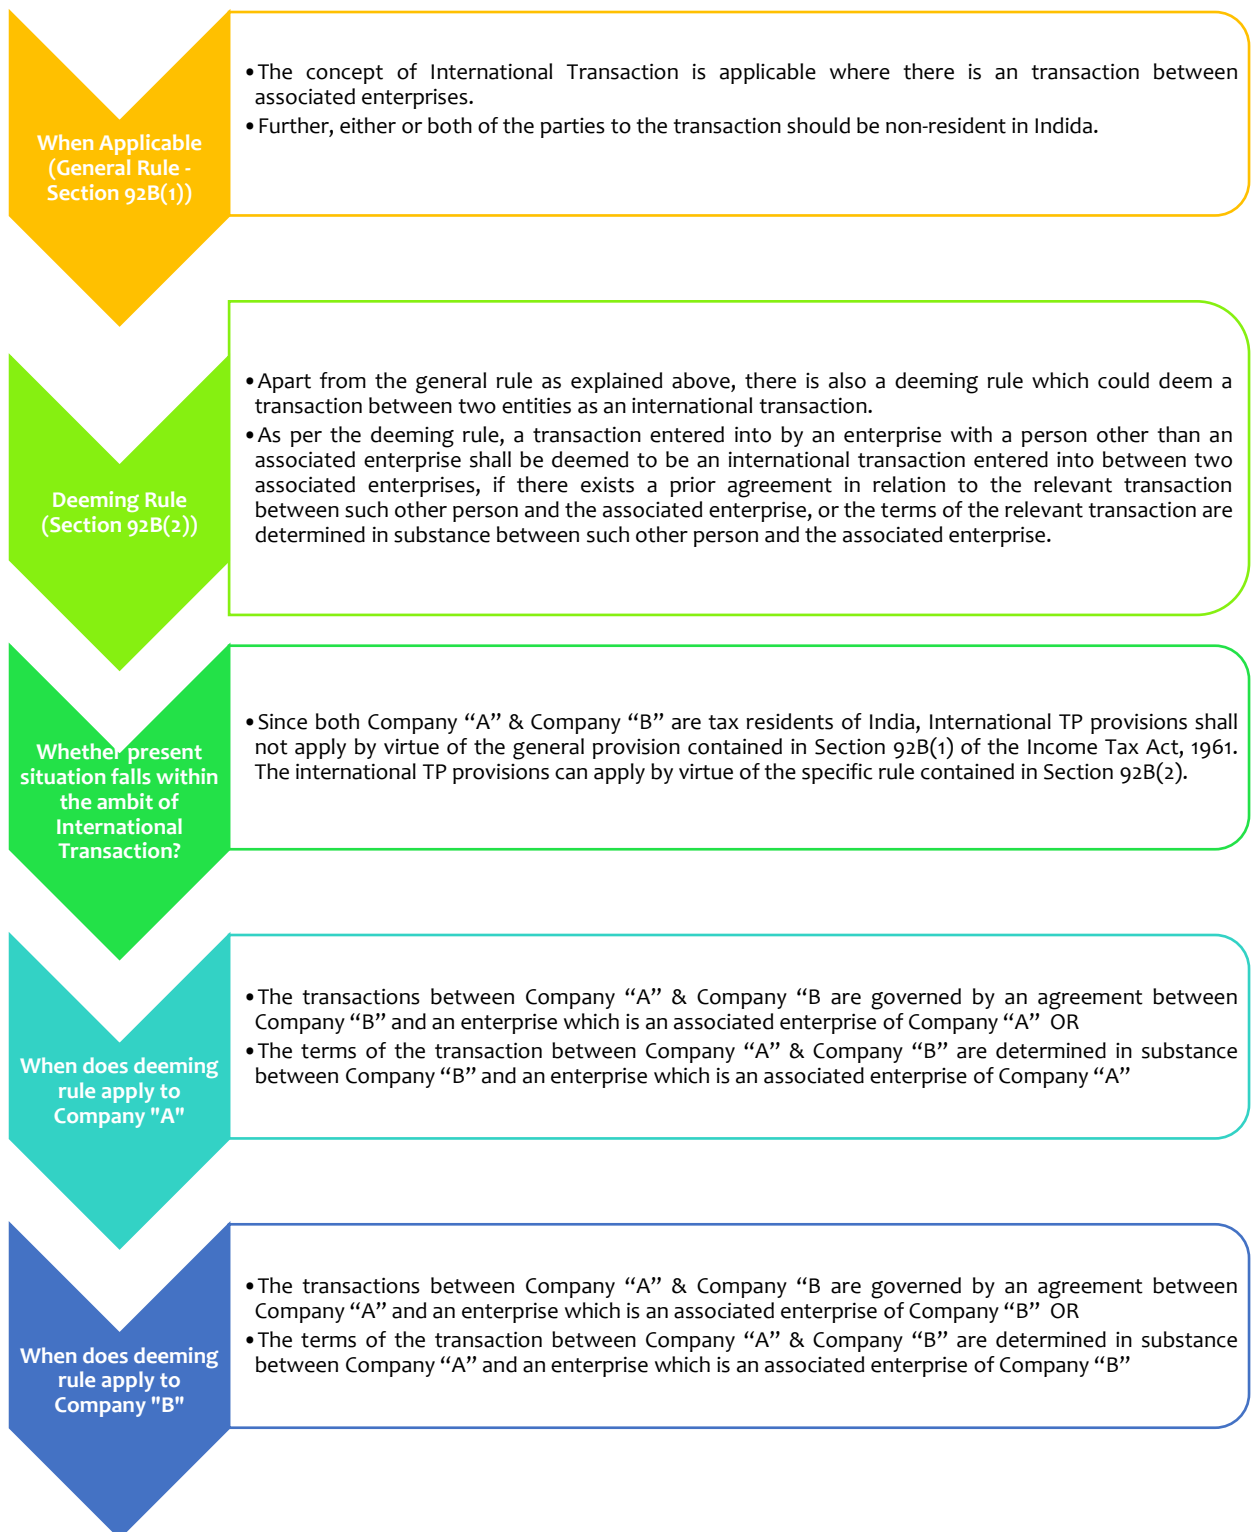 When Applicable
(General Rule -
Section 92B(1))
•The concept of International Transaction is applicable where there is an transaction between
associated enterprises.
•Further, either or both of the parties to the transaction should be non-resident in Indida.
Deeming Rule
(Section 92B(2))
•Apart from the general rule as explained above, there is also a deeming rule which could deem a
transaction between two entities as an international transaction.
•As per the deeming rule, a transaction entered into by an enterprise with a person other than an
associated enterprise shall be deemed to be an international transaction entered into between two
associated enterprises, if there exists a prior agreement in relation to the relevant transaction
between such other person and the associated enterprise, or the terms of the relevant transaction are
determined in substance between such other person and the associated enterprise.
Whether present
situation falls within
the ambit of
International
Transaction?
•Since both Company “A” & Company “B” are tax residents of India, International TP provisions shall
not apply by virtue of the general provision contained in Section 92B(1) of the Income Tax Act, 1961.
The international TP provisions can apply by virtue of the specific rule contained in Section 92B(2).
When does deeming
rule apply to
Company "A"
•The transactions between Company “A” & Company “B are governed by an agreement between
Company “B” and an enterprise which is an associated enterprise of Company “A” OR
•The terms of the transaction between Company “A” & Company “B” are determined in substance
between Company “B” and an enterprise which is an associated enterprise of Company “A”
When does deeming
rule apply to
Company "B"
•The transactions between Company “A” & Company “B are governed by an agreement between
Company “A” and an enterprise which is an associated enterprise of Company “B” OR
•The terms of the transaction between Company “A” & Company “B” are determined in substance
between Company “A” and an enterprise which is an associated enterprise of Company “B”